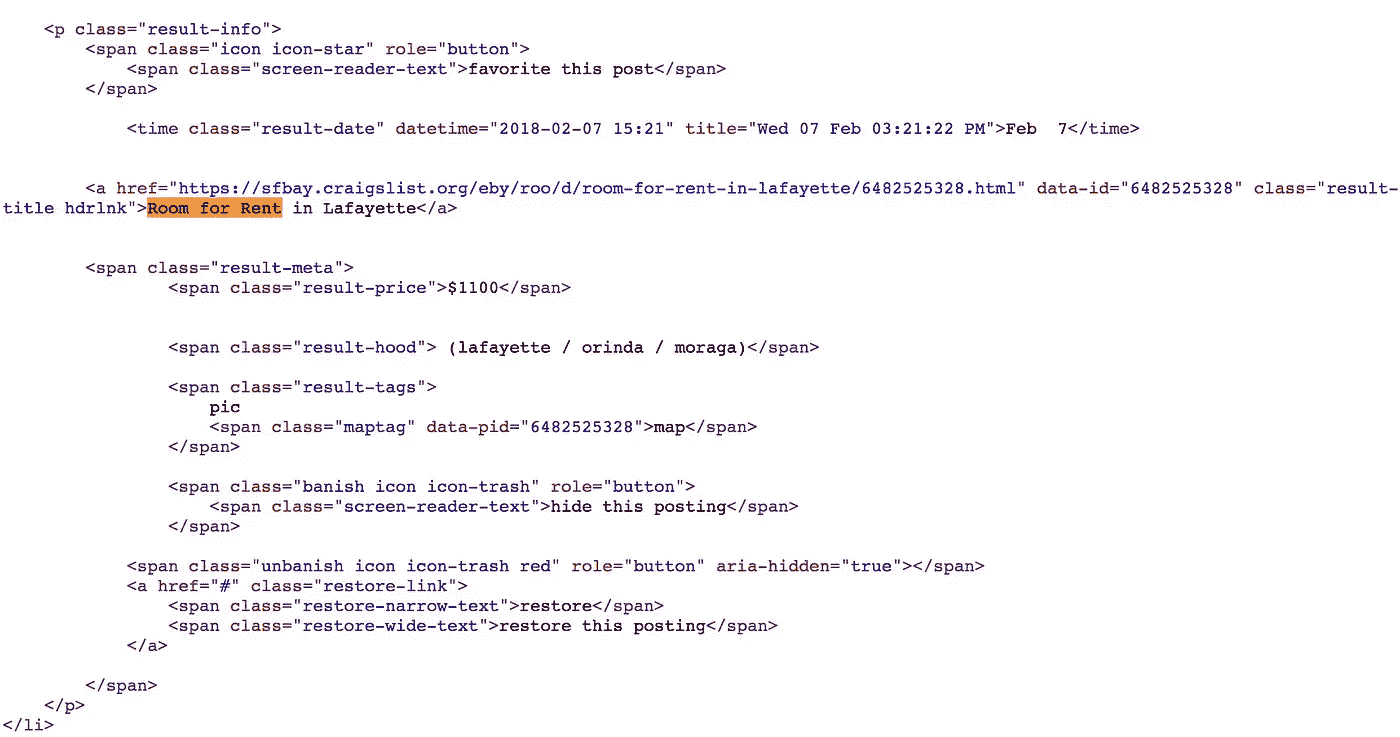 <p class="result-info">
<span class="icon icon-star" role="button">
<span class="screen-reader-text">favorite this post</span>
</span>
<time class="result-date" datetime="2018-02-07 15:21" title="Wed 07 Feb 03:21:22 PM">Feb  7</time>
<a href="https://sfbay.craigslist.org/eby/roo/d/room-for-rent-in-lafayette/6482525328.html" data-id="6482525328" class="result-
title hdrlnk">Room for Rent in Lafayette</a>
<span class="result-meta">
<span class="result-price">$1100</span>
<span class="result-hood"> (lafayette / orinda / moraga)</span>
<span class="result-tags">
pic
<span class="maptag" data-pid="6482525328">map</span>
</span>
<span class="banish icon icon-trash" role="button">
<span class="screen-reader-text">hide this posting</span>
</span>
<span class="unbanish icon icon-trash red" role="button" aria-hidden="true"></span>
<a href="#" class="restore-link">
<span class="restore-narrow-text">restore</span>
<span class="restore-wide-text">restore this posting</span>
</a>
</span>
</p>
</li>